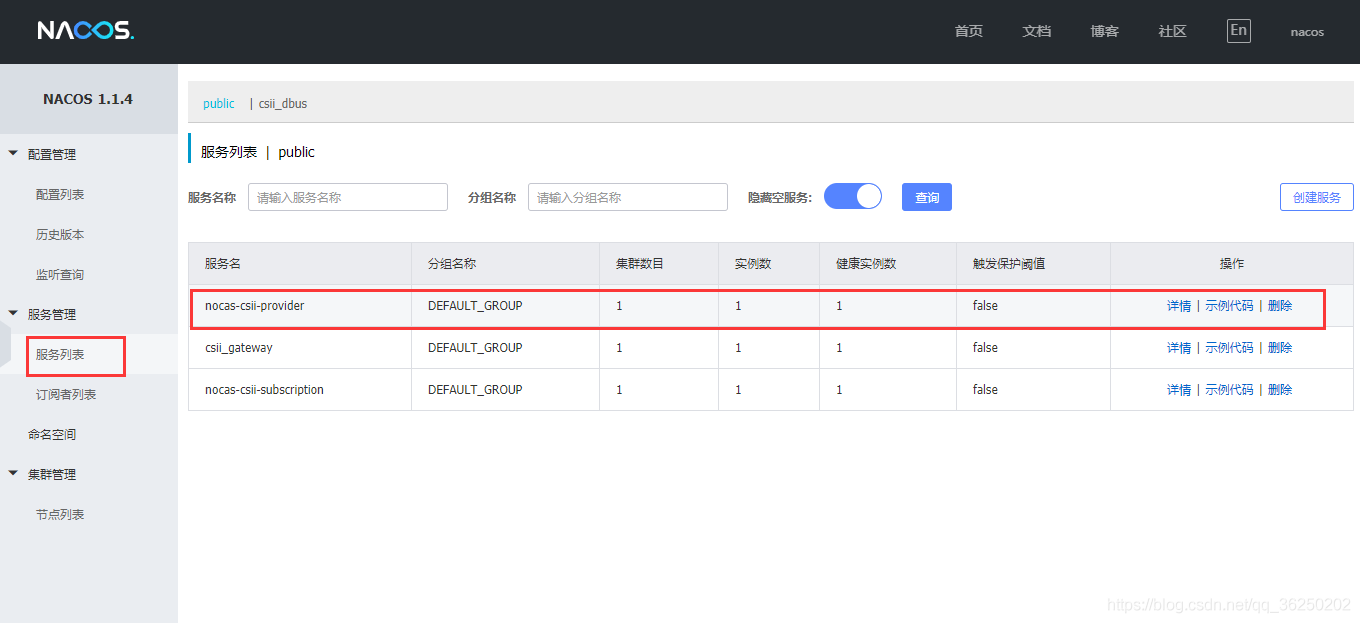 NACOS. 首页 文档 博客 社区 En nacos
NACOS 1.1.4
配置管理
配置列表
历史版本
监听查询
服务管理
服务列表
订阅者列表
命名空间
集群管理
节点列表
public | csii_dbus
服务列表 | public
服务名称 请输入服务名称 分组名称 请输入分组名称 隐藏空服务: 查询 创建服务
服务名 分组名称 集群数目 实例数 健康实例数 触发保护阈值 操作
nocas-csii-provider DEFAULT_GROUP 1 1 1 false 详情 | 示例代码 | 删除
csii_gateway DEFAULT_GROUP 1 1 1 false 详情 | 示例代码 | 删除
nocas-csii-subscription DEFAULT_GROUP 1 1 1 false 详情 | 示例代码 | 删除
https://blog.csdn.net/qq_36250202